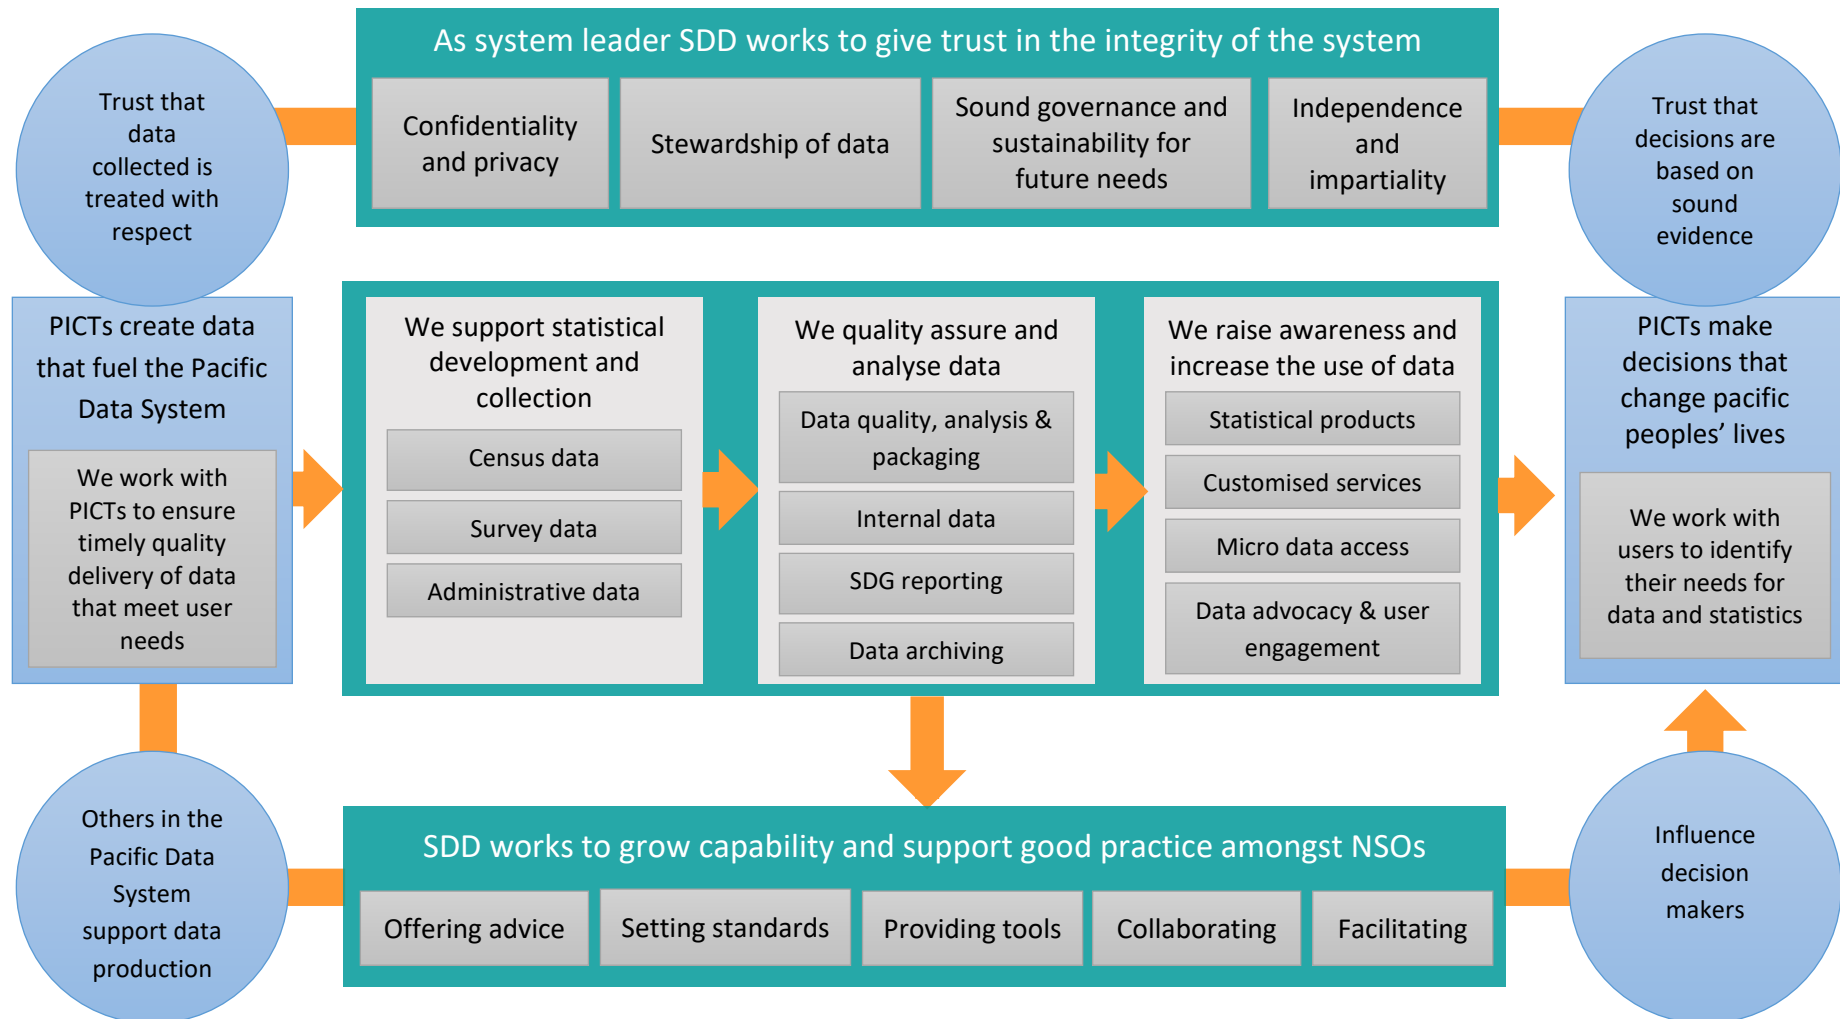 As system leader SDD works to give trust in the integrity of the system
Trust that
data
collected is
treated with
respect
Confidentiality
and privacy
Stewardship of data
Sound governance and
sustainability for
future needs
Independence
and
impartiality
Trust that
decisions are
based on
sound
evidence
PICTs create data
that fuel the Pacific
Data System
We work with
PICTs to ensure
timely quality
delivery of data
that meet user
needs
We support statistical
development and
collection
Census data
Survey data
Administrative data
We quality assure and
analyse data
Data quality, analysis &
packaging
Internal data
SDG reporting
Data archiving
We raise awareness and
increase the use of data
Statistical products
Customised services
Micro data access
Data advocacy & user
engagement
PICTs make
decisions that
change pacific
peoples’ lives
We work with
users to identify
their needs for
data and statistics
Others in the
Pacific Data
System
support data
production
SDD works to grow capability and support good practice amongst NSOs
Offering advice
Setting standards
Providing tools
Collaborating
Facilitating
Influence
decision
makers